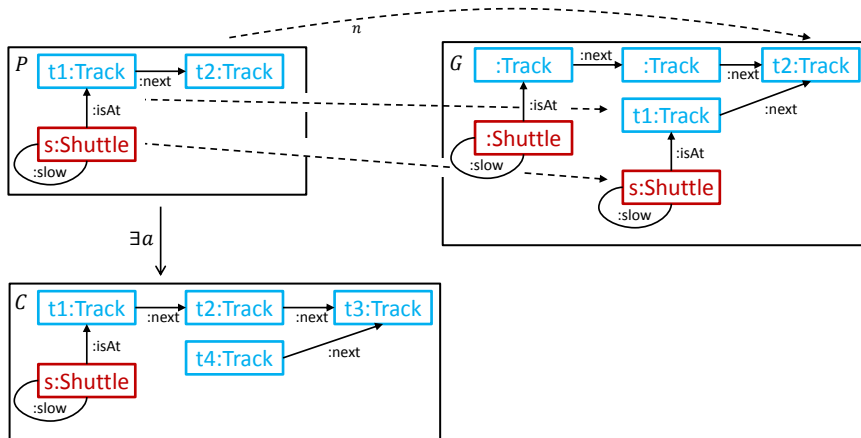 n
P
t1:Track
:next
t2:Track
:isAt
s:Shuttle
:slow
G
:Track
:next
:Track
:next
t2:Track
:isAt
t1:Track
:next
:Shuttle
:slow
:isAt
s:Shuttle
:slow
∃a
C
t1:Track
:next
t2:Track
:next
t3:Track
:isAt
t4:Track
:next
s:Shuttle
:slow